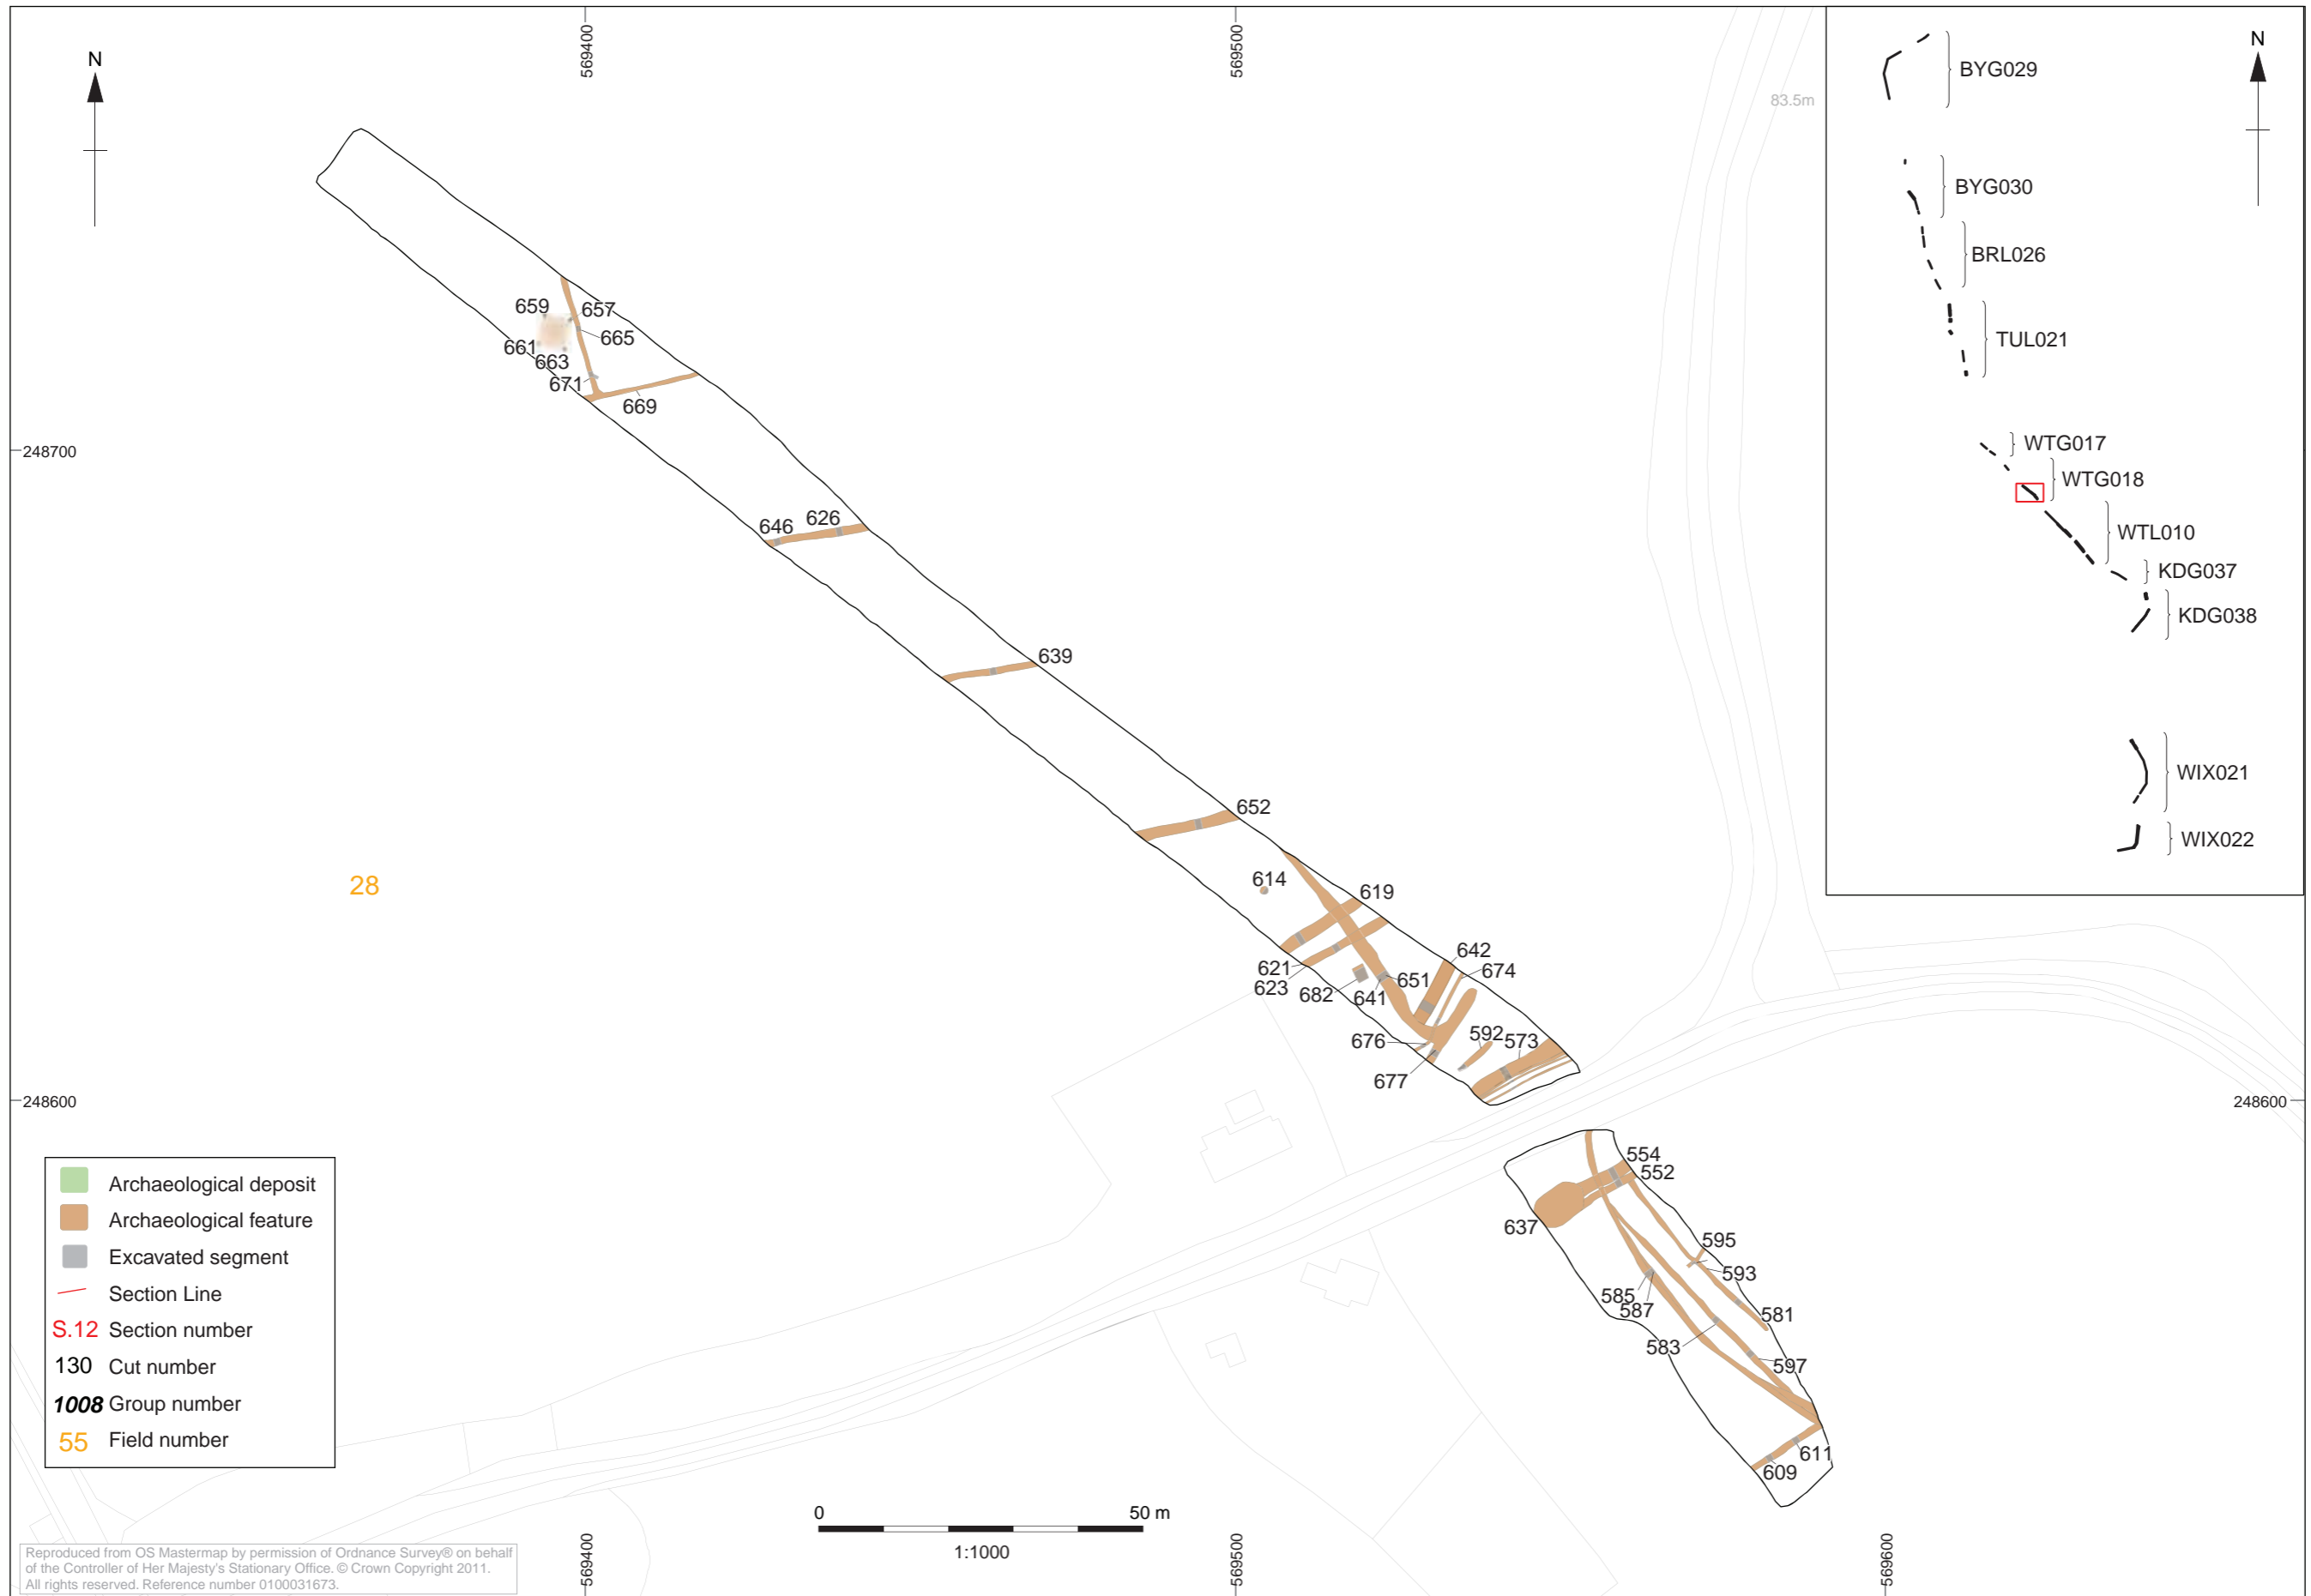 569400
569500
N
N
BYG029
83.5m
BYG030
BRL026
TUL021
WTG017
WTG018
WTL010
KDG037
KDG038
WIX021
WIX022
659
657
665
661
663
671
669
248700
646
626
639
652
28
614
619
621
623
682
641
651
642
674
676
677
592
573
248600
248600
554
552
637
595
593
585
587
581
583
597
611
609
Archaeological deposit
Archaeological feature
Excavated segment
Section Line
S.12 Section number
130 Cut number
1008 Group number
55 Field number
0 50 m
1:1000
569400
569500
569600
Reproduced from OS Mastermap by permission of Ordnance Survey® on behalf
of the Controller of Her Majesty's Stationary Office. © Crown Copyright 2011.
All rights reserved. Reference number 0100031673.